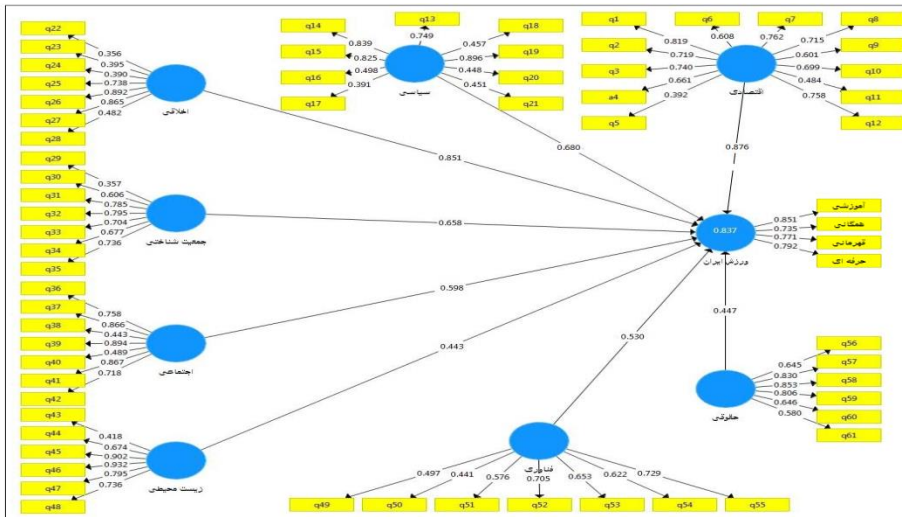 q22
q23
q24
q25
q26
q27
q28
0.356
0.395
0.390
0.738
0.892
0.865
0.482
اخلاقی
q14
q15
q16
q17
q13
q18
q19
q20
q21
0.839
0.825
0.498
0.391
0.749
0.457
0.896
0.448
0.451
سیاسی
q1
q2
q3
a4
q5
q6
q7
q8
q9
q10
q11
q12
0.819
0.719
0.740
0.661
0.392
0.608
0.762
0.715
0.601
0.699
0.484
0.758
اقتصادی
0.851
0.680
0.876
q29
q30
q31
q32
q33
q34
q35
0.357
0.606
0.785
0.795
0.704
0.677
0.736
جمعیت شناختی
0.658
0.837
ورزش ایران
0.851
0.735
0.771
0.792
آموزشی
همگانی
قهرمانی
حرفه ای
q36
q37
q38
q39
q40
q41
q42
0.758
0.866
0.443
0.894
0.489
0.867
0.718
اجتماعی
0.598
0.443
0.530
0.447
q43
q44
q45
q46
q47
q48
0.418
0.674
0.902
0.932
0.795
0.736
زیست محیطی
q56
q57
q58
q59
q60
q61
0.645
0.830
0.853
0.806
0.646
0.580
حقوقی
فناوری
0.497
0.441
0.576
0.705
0.653
0.622
0.729
q49
q50
q51
q52
q53
q54
q55